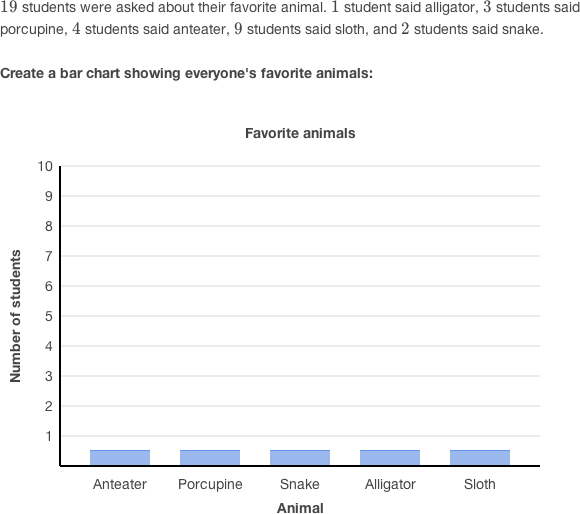 19 students were asked about their favorite animal. 1 student said alligator, 3 students said
porcupine, 4 students said anteater, 9 students said sloth, and 2 students said snake.
Create a bar chart showing everyone's favorite animals:
Favorite animals
10
9
8
7
6
5
4
3
2
1
Number of students
Anteater Porcupine Snake Alligator Sloth
Animal